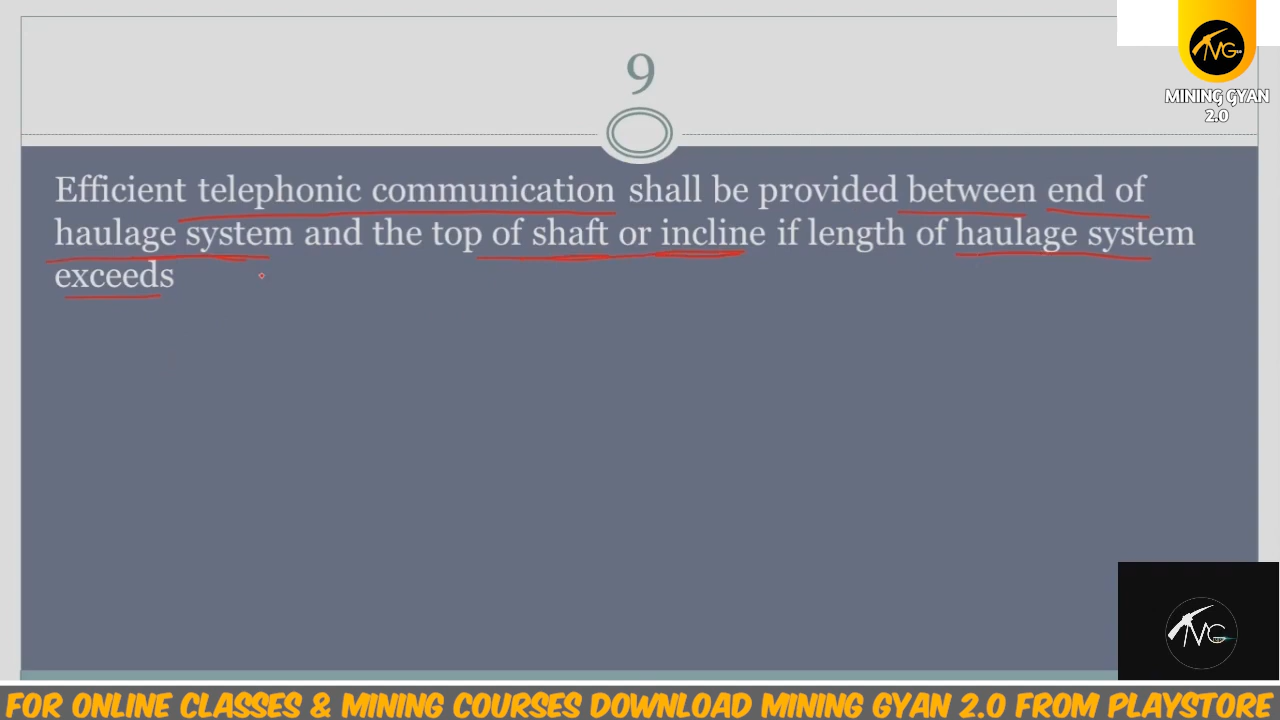 9
MVG
MINING GYAN
2.0
Efficient telephonic communication shall be provided between end of
haulage system and the top of shaft or incline if length of haulage system
exceeds
MVG
FOR ONLINE CLASSES & MINING COURSES DOWNLOAD MINING GYAN 2.0 FROM PLAYSTORE